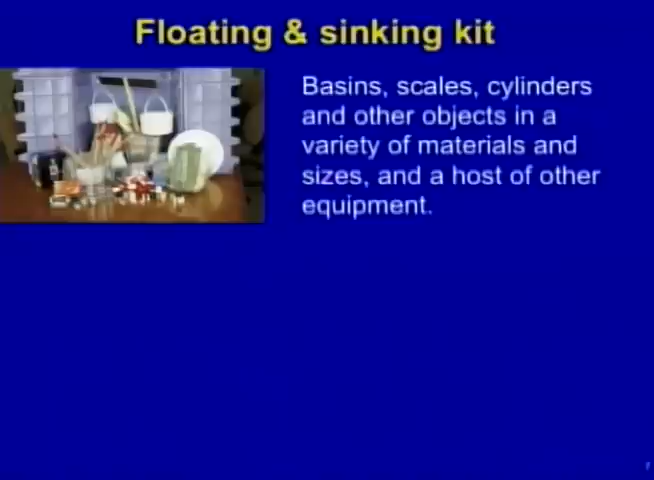 Floating & sinking kit
Basins, scales, cylinders
and other objects in a
variety of materials and
sizes, and a host of other
equipment.